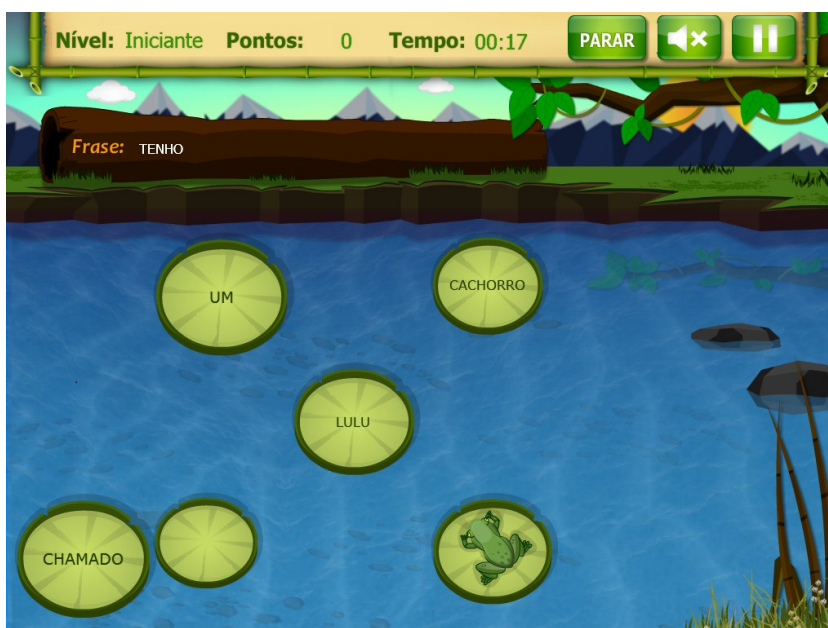 Nível: Iniciante Pontos: 0 Tempo: 00:17 PARAR
Frase: TENHO
UM
CACHORRO
LULU
CHAMADO